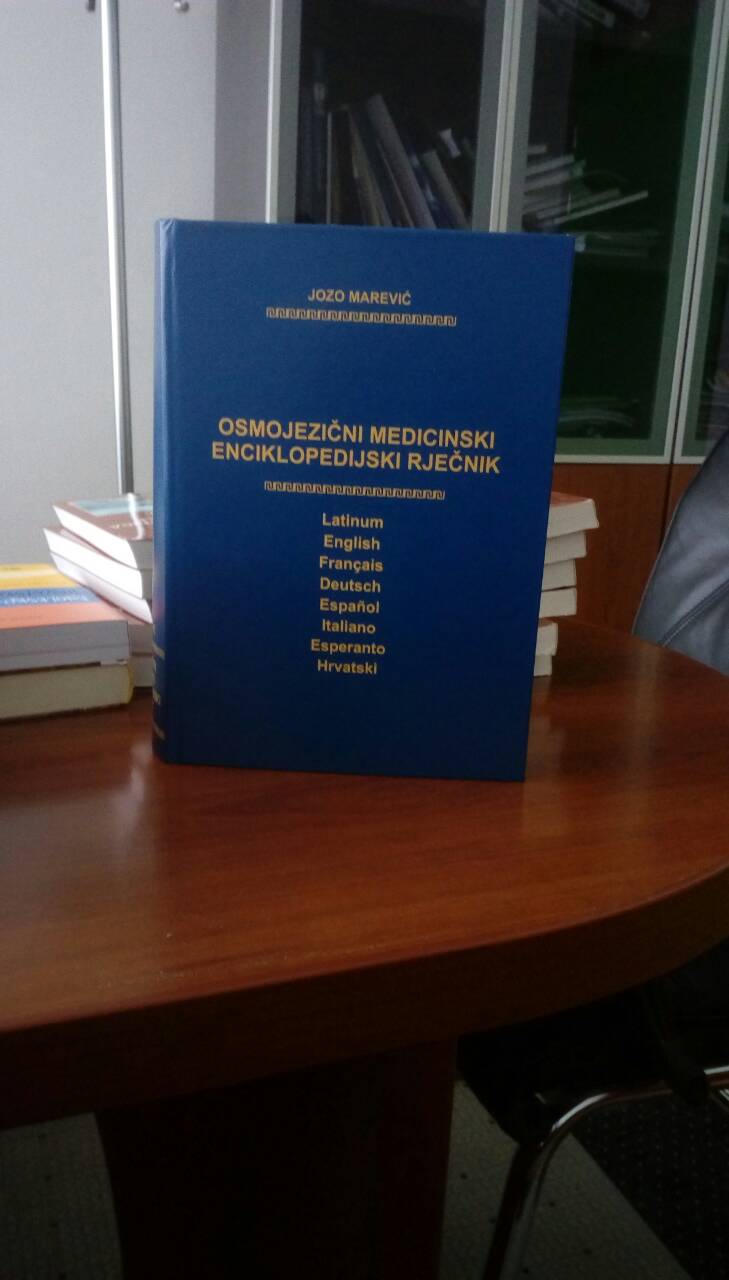 JOZO MAREVIĆ
OSMOJEZIČNI MEDICINSKI
ENCIKLOPEDIJSKI RJEČNIK
Latinum
English
Français
Deutsch
Español
Italiano
Esperanto
Hrvatski